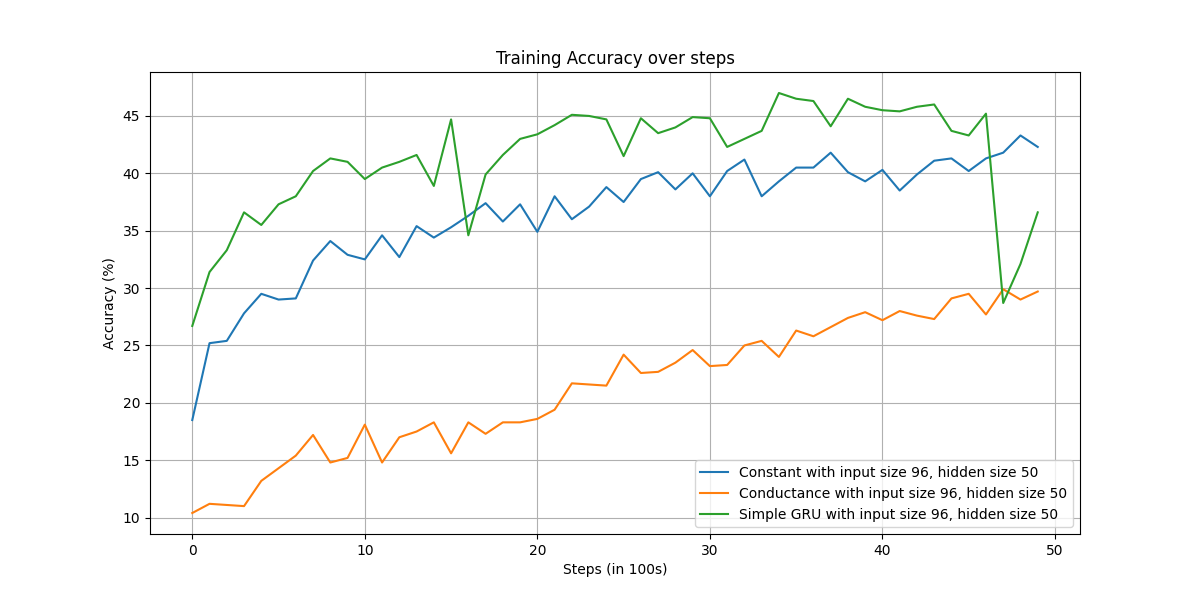 Training Accuracy over steps
Accuracy (%)
45
40
35
30
25
20
15
10
Constant with input size 96, hidden size 50
Conductance with input size 96, hidden size 50
Simple GRU with input size 96, hidden size 50
0 10 20 30 40 50
Steps (in 100s)